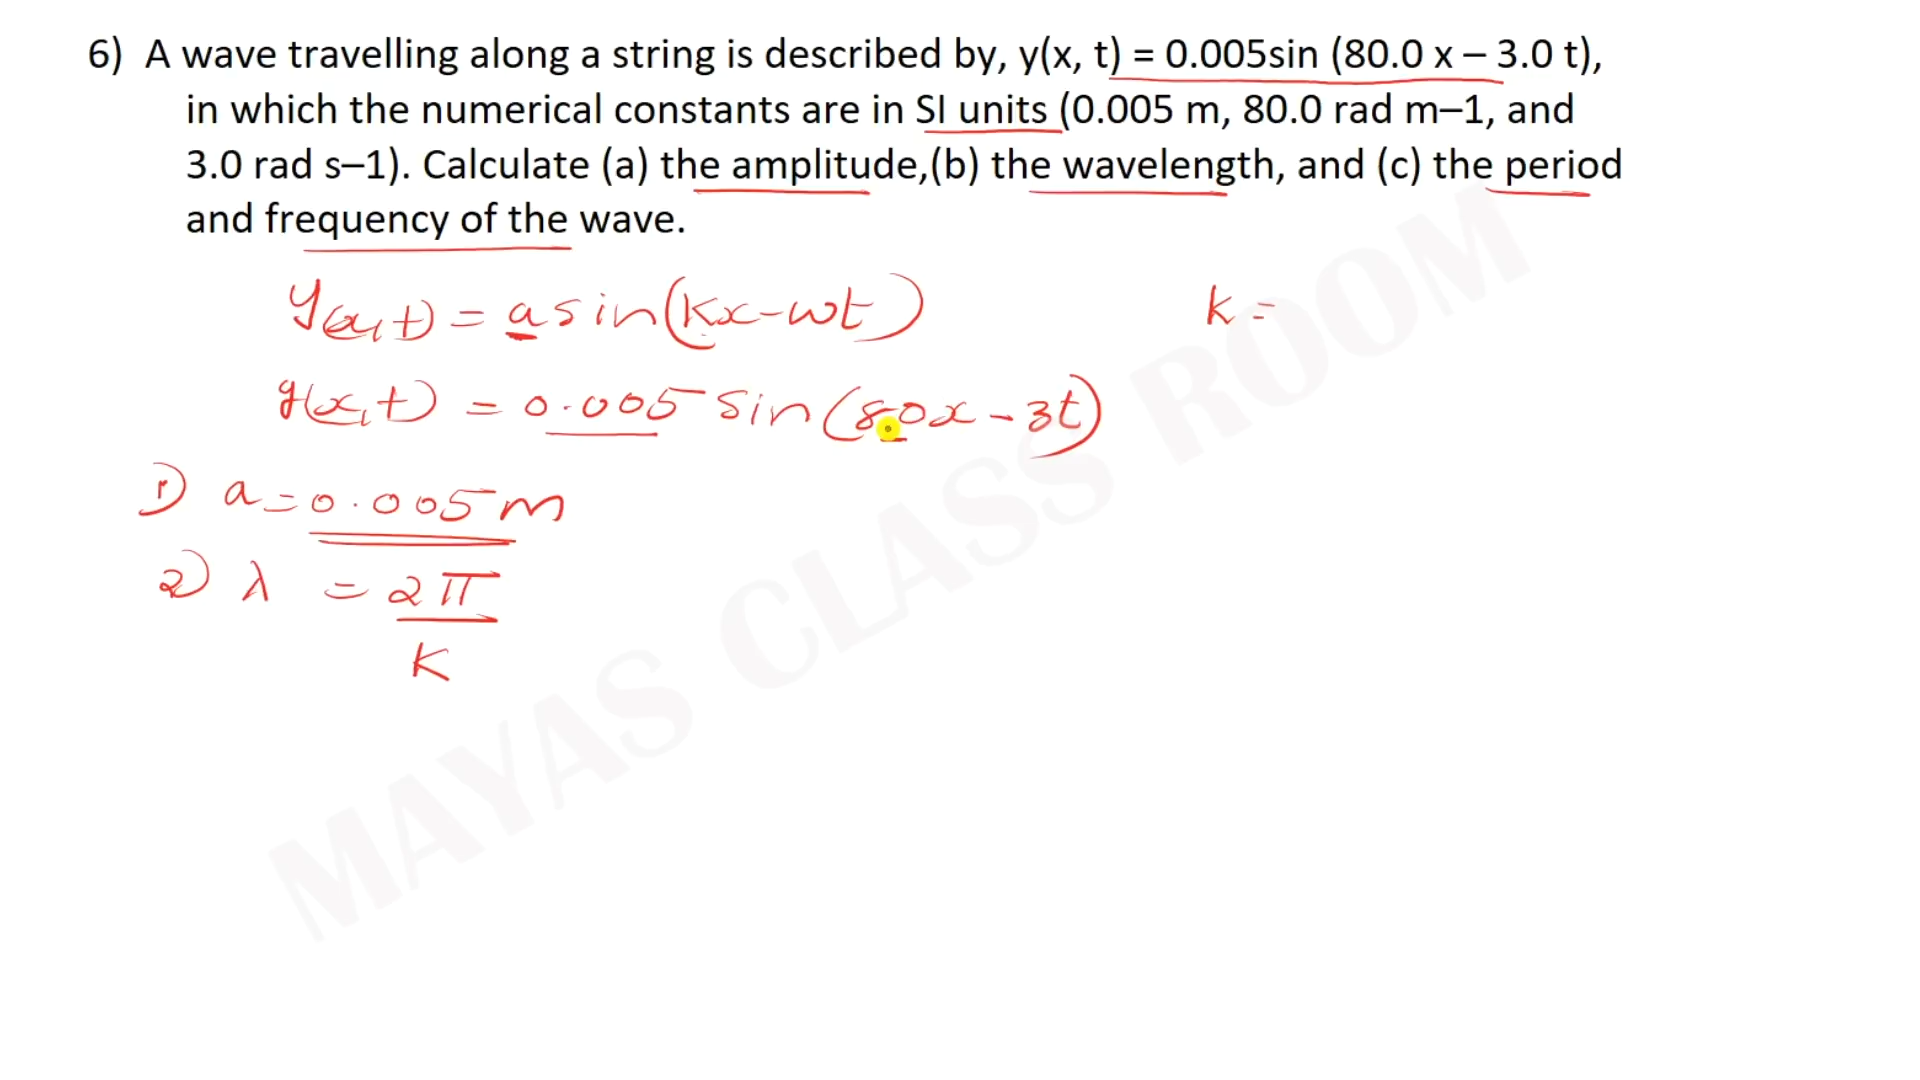 6) A wave travelling along a string is described by, y(x, t) = 0.005sin (80.0 x – 3.0 t),
in which the numerical constants are in SI units (0.005 m, 80.0 rad m–1, and
3.0 rad s–1). Calculate (a) the amplitude,(b) the wavelength, and (c) the period
and frequency of the wave.
y(x,t) = a sin(kx-ωt)
k =
y(x,t) = 0.005 sin(80x - 3t)
1) a = 0.005m
2) λ = 2π
k
MAYAS CLASS ROOM